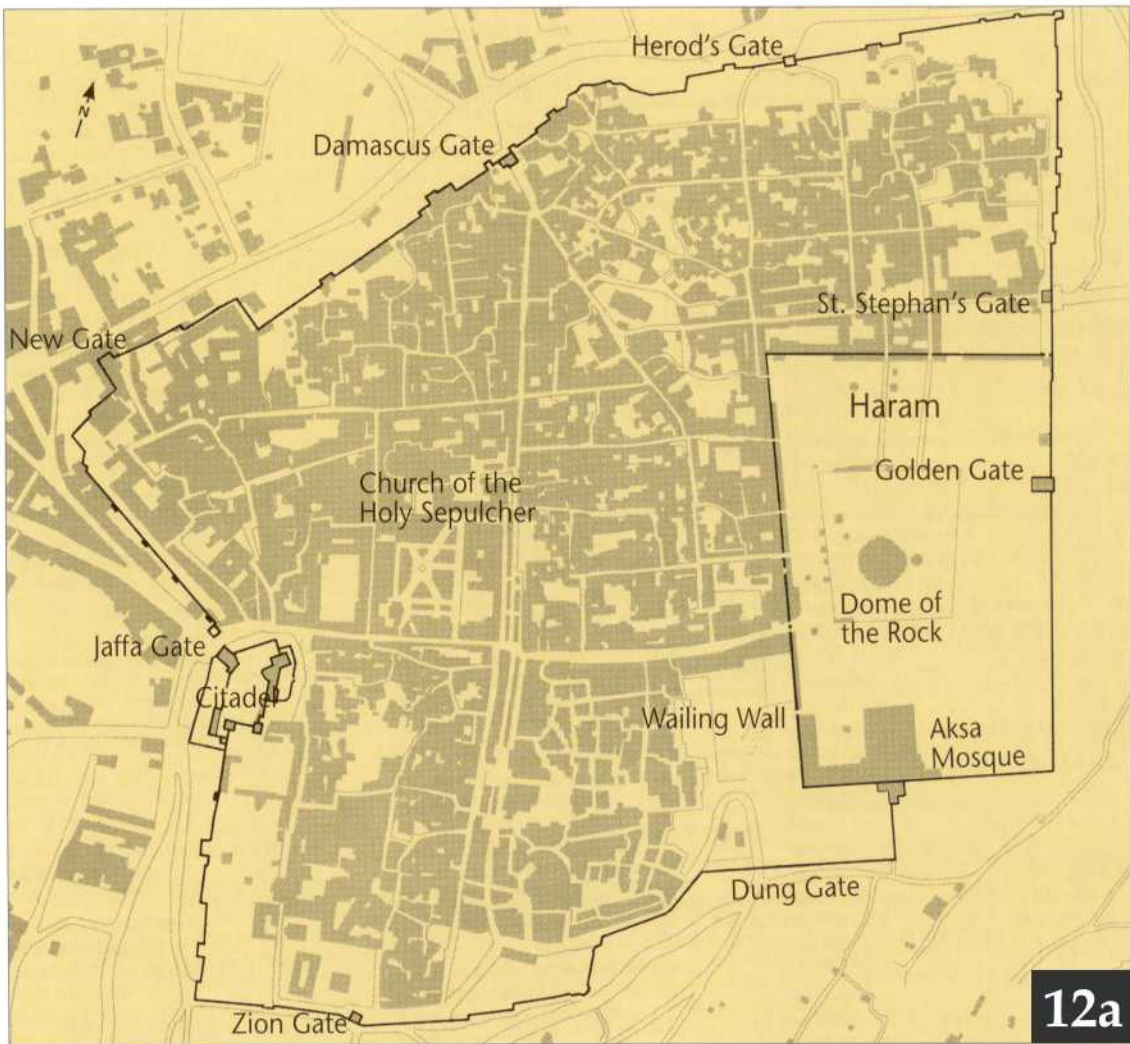 Herod's Gate
N
Damascus Gate
St. Stephan's Gate
New Gate
Haram
Golden Gate
Church of the
Holy Sepulcher
Dome of
the Rock
Jaffa Gate
Citadel
Wailing Wall
Aksa
Mosque
Dung Gate
Zion Gate
12a